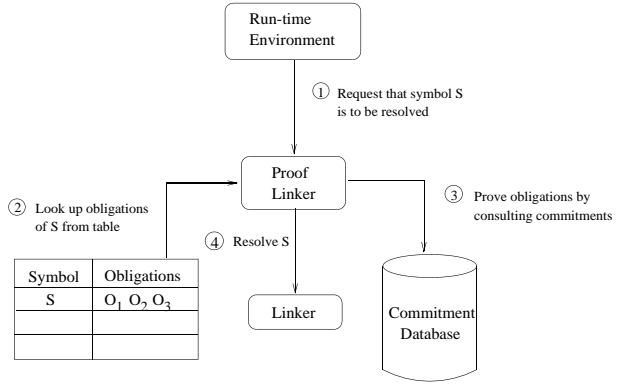 Run-time
Environment
1 Request that symbol S
is to be resolved
Proof
Linker
2 Look up obligations
of S from table
3 Prove obligations by
consulting commitments
4 Resolve S
Symbol Obligations
S O1 O2 O3
Linker
Commitment
Database